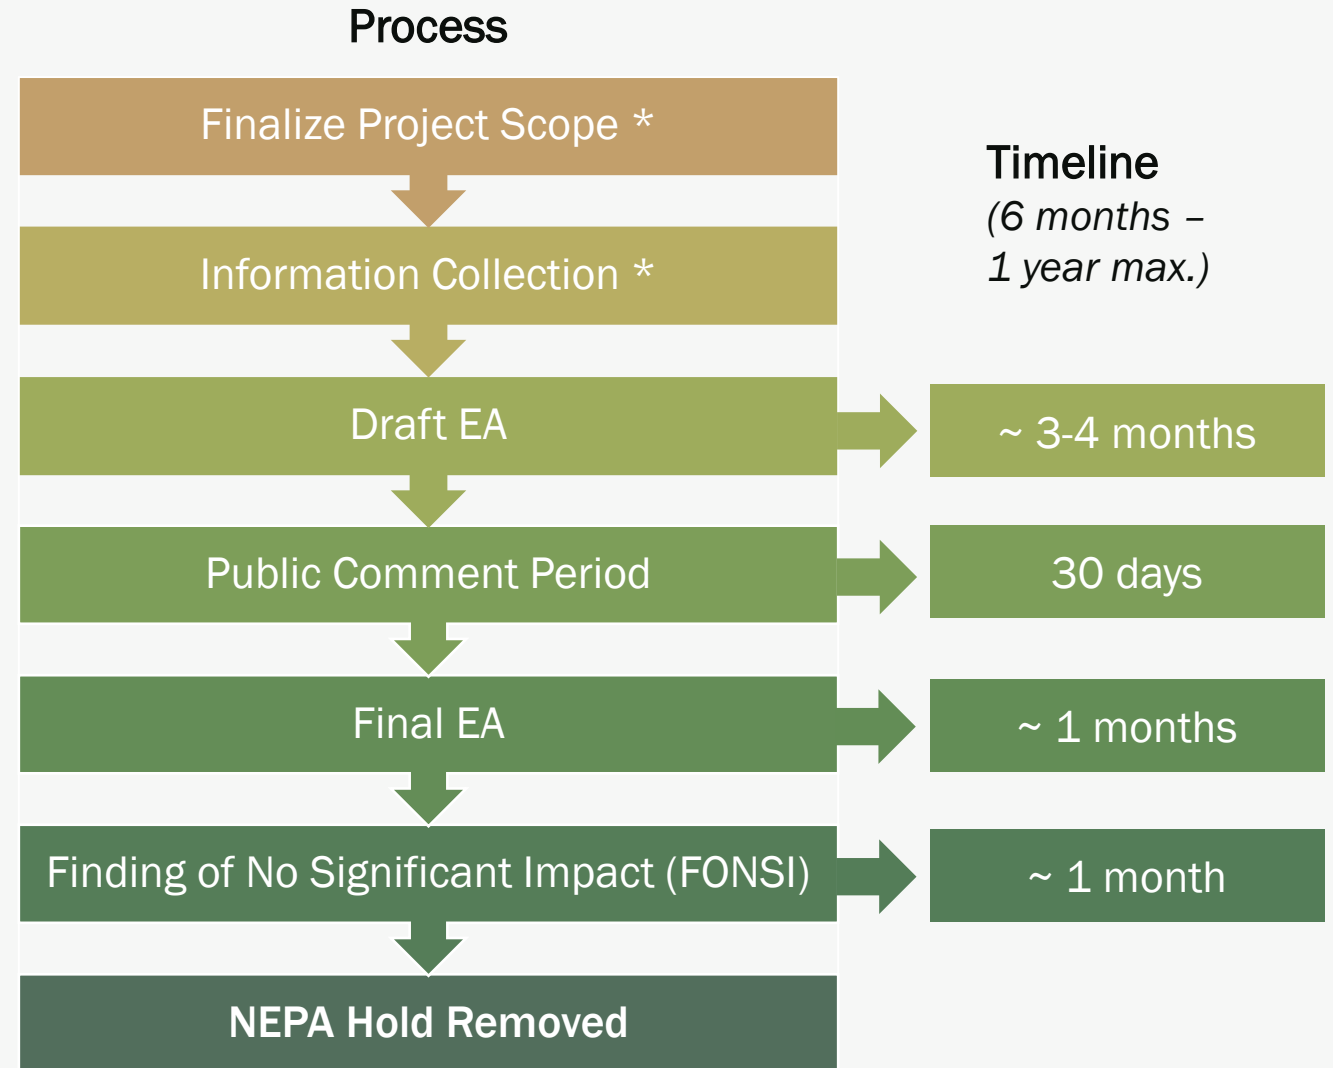 Process
Finalize Project Scope *
Timeline
(6 months –
1 year max.)
Information Collection *
Draft EA
~ 3-4 months
Public Comment Period
30 days
Final EA
~ 1 months
Finding of No Significant Impact (FONSI)
~ 1 month
NEPA Hold Removed